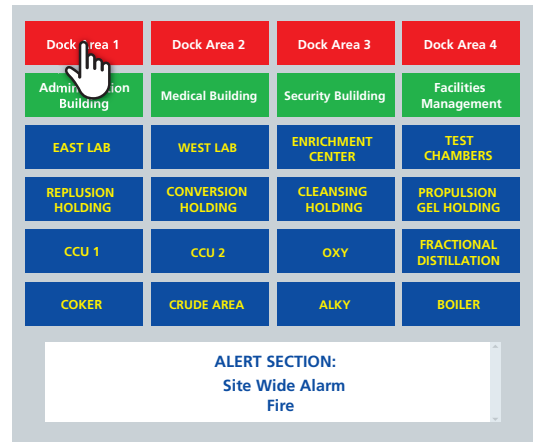 Dock Area 1
Dock Area 2
Dock Area 3
Dock Area 4
Building
Medical Building
Security Bulilding
Facilities
Management
EAST LAB
WEST LAB
ENRICHMENT
CENTER
TEST
CHAMBERS
REPLUSION
HOLDING
CONVERSION
HOLDING
CLEANSING
HOLDING
PROPULSION
GEL HOLDING
CCU 1
CCU 2
OXY
FRACTIONAL
DISTILLATION
COKER
CRUDE AREA
ALKY
BOILER
ALERT SECTION:
Site Wide Alarm
Fire